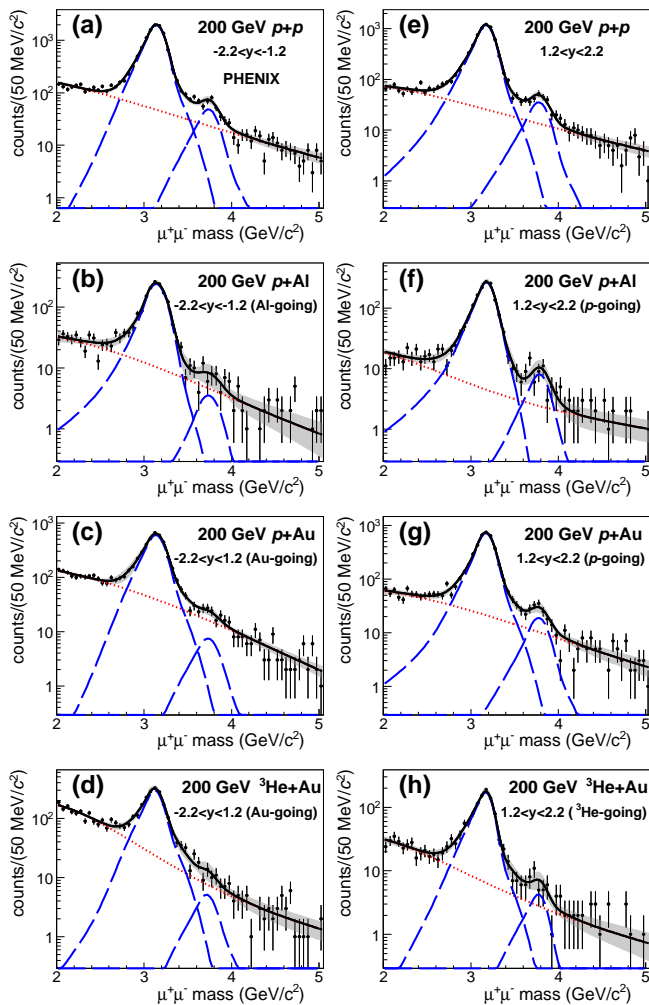 (a) 200 GeV p+p
-2.2<y<-1.2
PHENIX
counts/(50 MeV/c²)
10³
10²
10
1
2 3 4 5
μ⁺μ⁻ mass (GeV/c²)
(e) 200 GeV p+p
1.2<y<2.2
counts/(50 MeV/c²)
10³
10²
10
1
2 3 4 5
μ⁺μ⁻ mass (GeV/c²)
(b) 200 GeV p+Al
-2.2<y<-1.2 (Al-going)
counts/(50 MeV/c²)
10²
10
1
2 3 4 5
μ⁺μ⁻ mass (GeV/c²)
(f) 200 GeV p+Al
1.2<y<2.2 (p-going)
counts/(50 MeV/c²)
10²
10
1
2 3 4 5
μ⁺μ⁻ mass (GeV/c²)
(c) 200 GeV p+Au
-2.2<y<1.2 (Au-going)
counts/(50 MeV/c²)
10³
10²
10
1
2 3 4 5
μ⁺μ⁻ mass (GeV/c²)
(g) 200 GeV p+Au
1.2<y<2.2 (p-going)
counts/(50 MeV/c²)
10²
10
1
2 3 4 5
μ⁺μ⁻ mass (GeV/c²)
(d) 200 GeV ³He+Au
-2.2<y<1.2 (Au-going)
counts/(50 MeV/c²)
10²
10
1
2 3 4 5
μ⁺μ⁻ mass (GeV/c²)
(h) 200 GeV ³He+Au
1.2<y<2.2 ( ³He-going)
counts/(50 MeV/c²)
10²
10
1
2 3 4 5
μ⁺μ⁻ mass (GeV/c²)